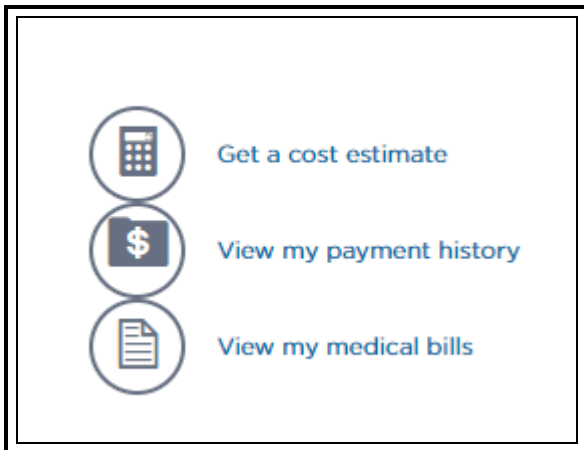 Get a cost estimate
$
View my payment history
View my medical bills